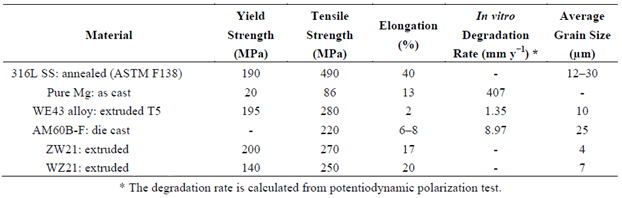 Material Yield Strength (MPa) Tensile Strength (MPa) Elongation (%) In vitro Degradation Rate (mm y⁻¹) * Average Grain Size (µm)
316L SS: annealed (ASTM F138) 190 490 40 - 12–30
Pure Mg: as cast 20 86 13 407 -
WE43 alloy: extruded T5 195 280 2 1.35 10
AM60B-F: die cast - 220 6–8 8.97 25
ZW21: extruded 200 270 17 - 4
WZ21: extruded 140 250 20 - 7
* The degradation rate is calculated from potentiodynamic polarization test.